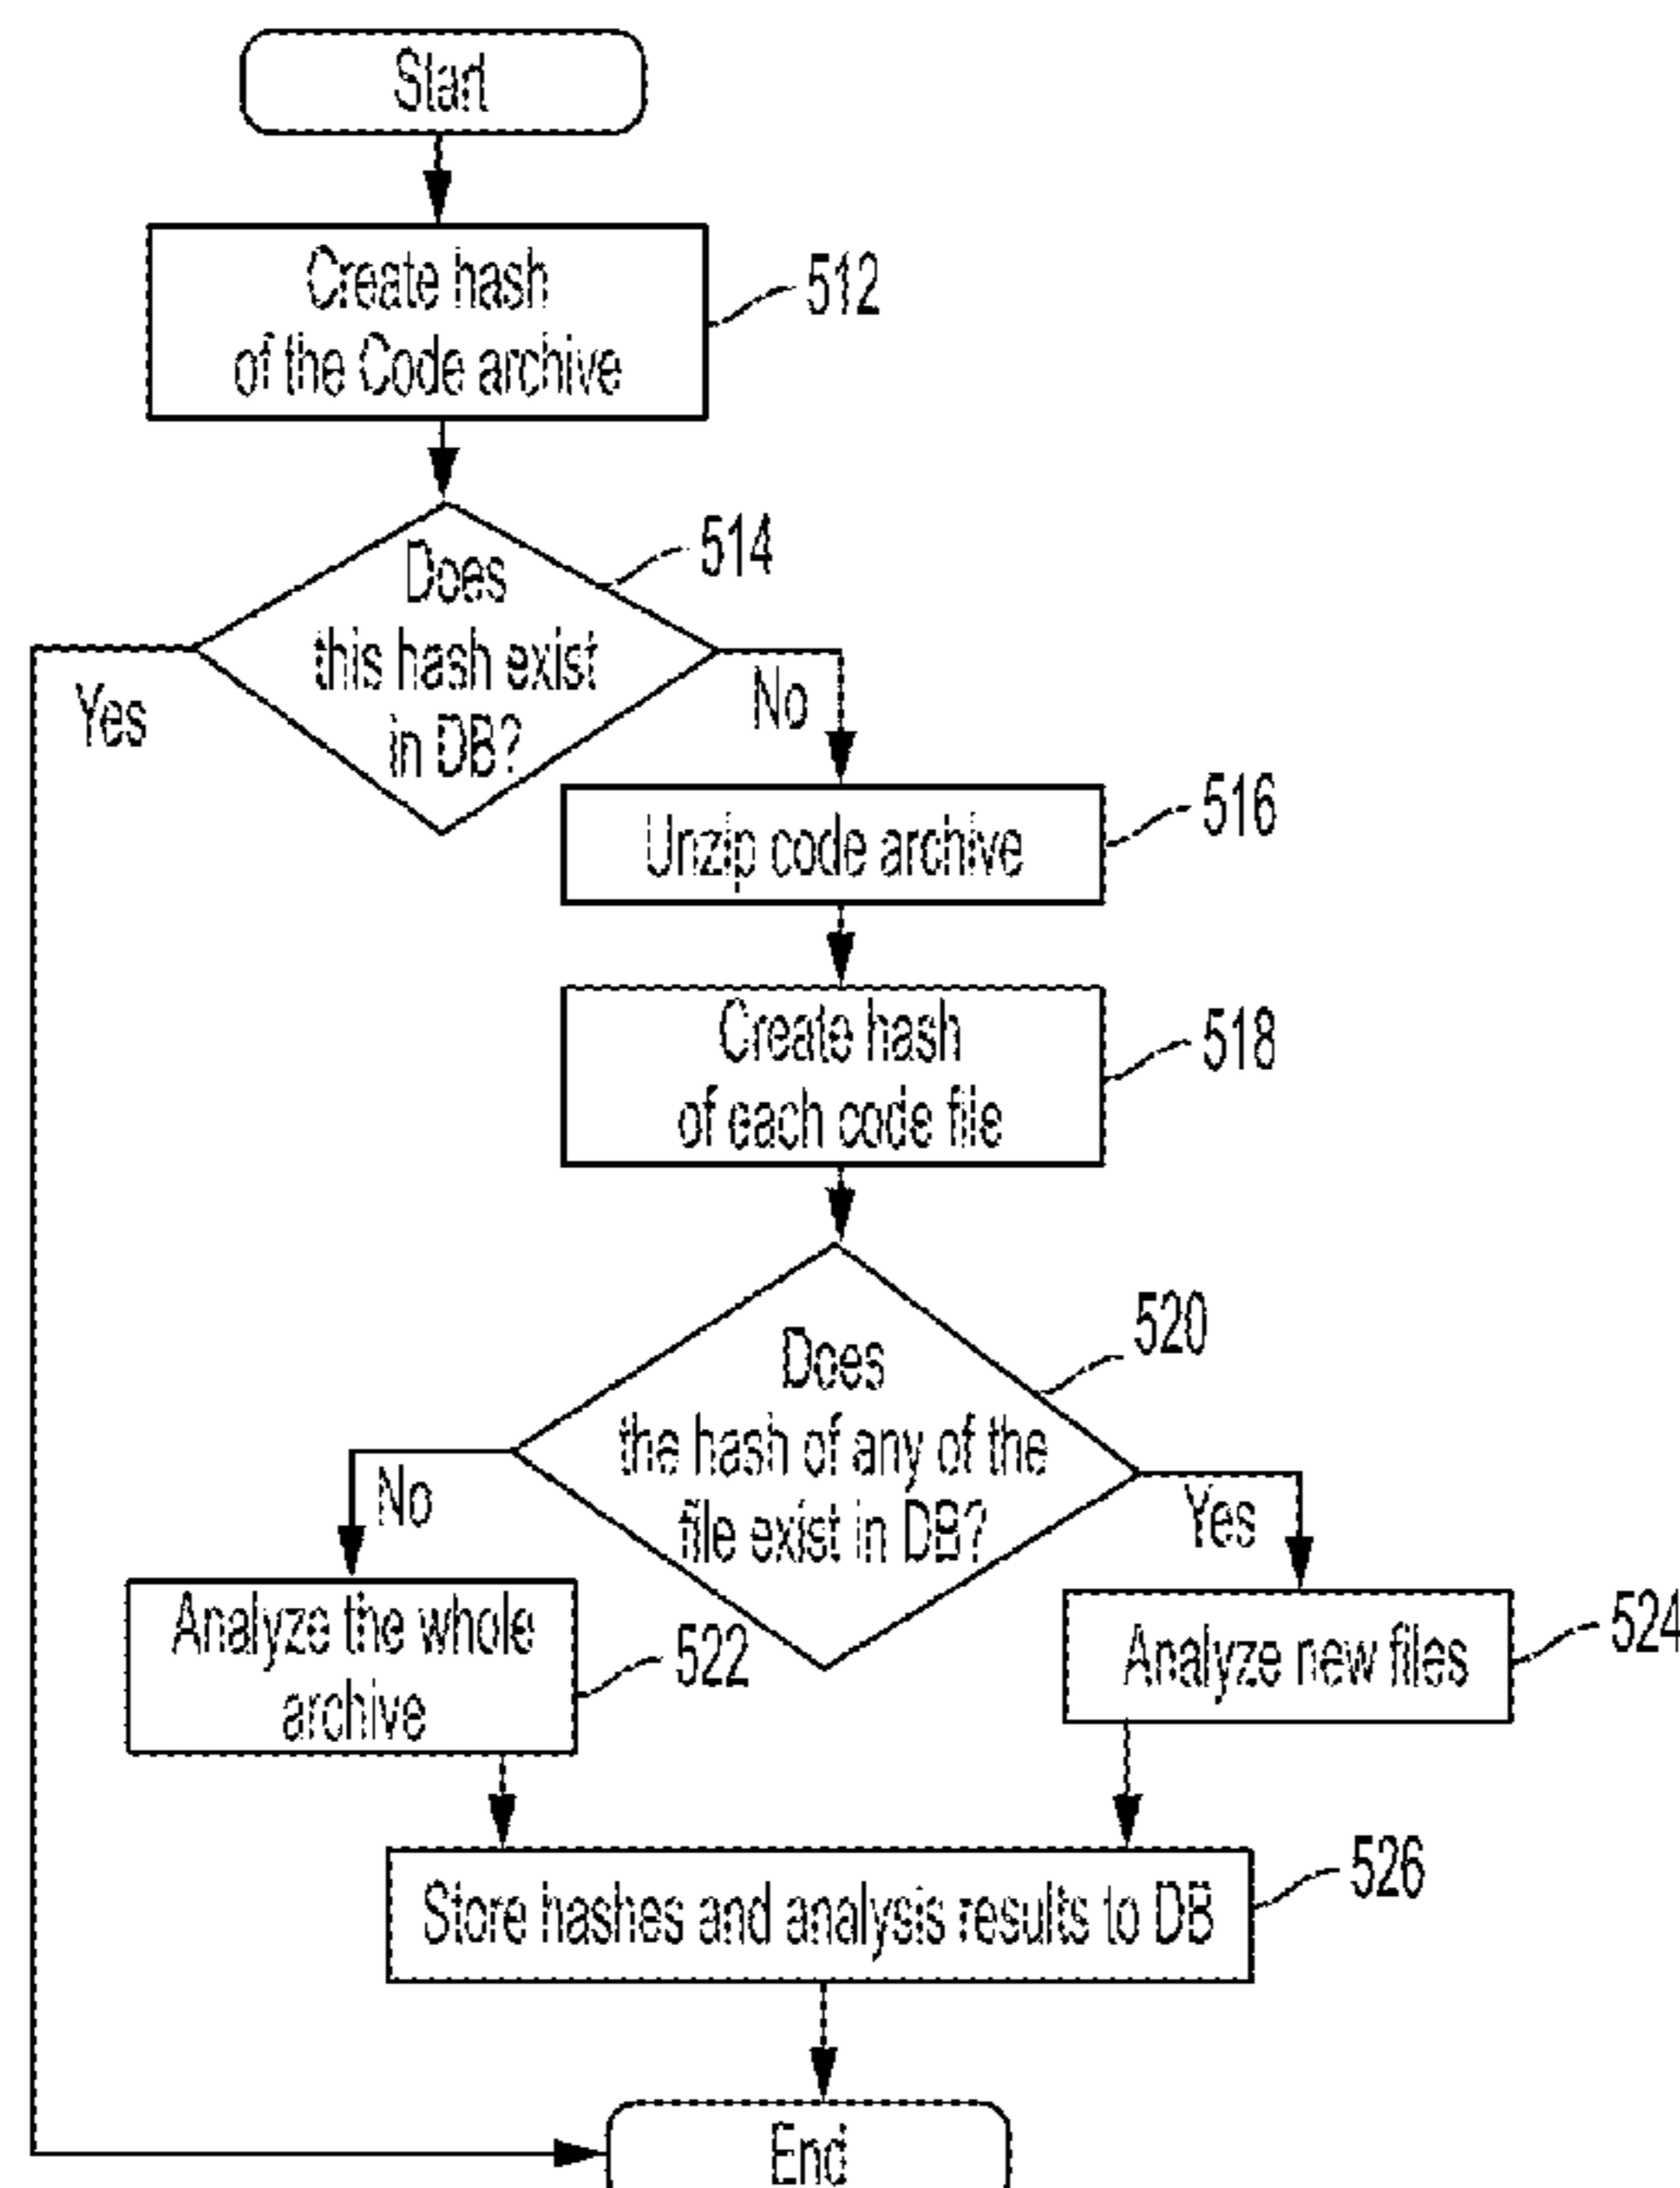 Start
Create hash
of the Code archive
512
Does
this hash exist
in DB?
514
Yes
No
Unzip code archive
516
Create hash
of each code file
518
Does
the hash of any of the
file exist in DB?
520
No
Yes
Analyze the whole
archive
522
Analyze new files
524
Store hashes and analysis results to DB
526
End